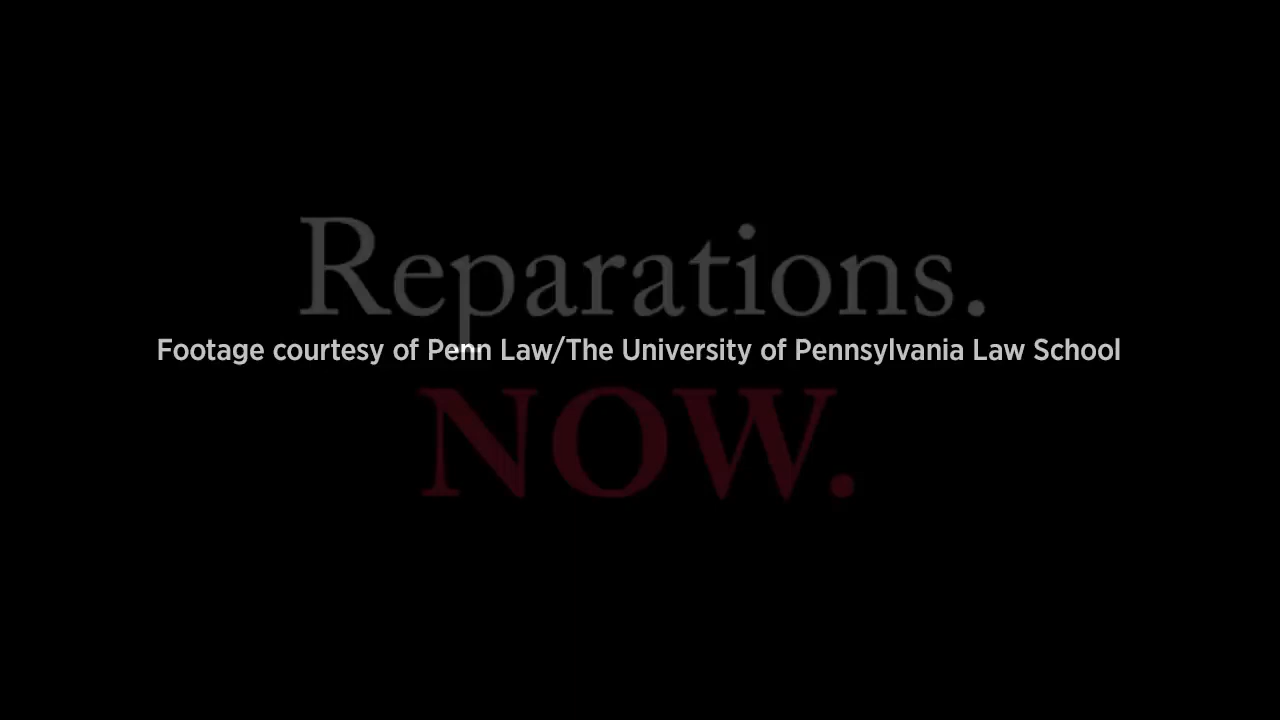 Reparations.
Footage courtesy of Penn Law/The University of Pennsylvania Law School
NOW.